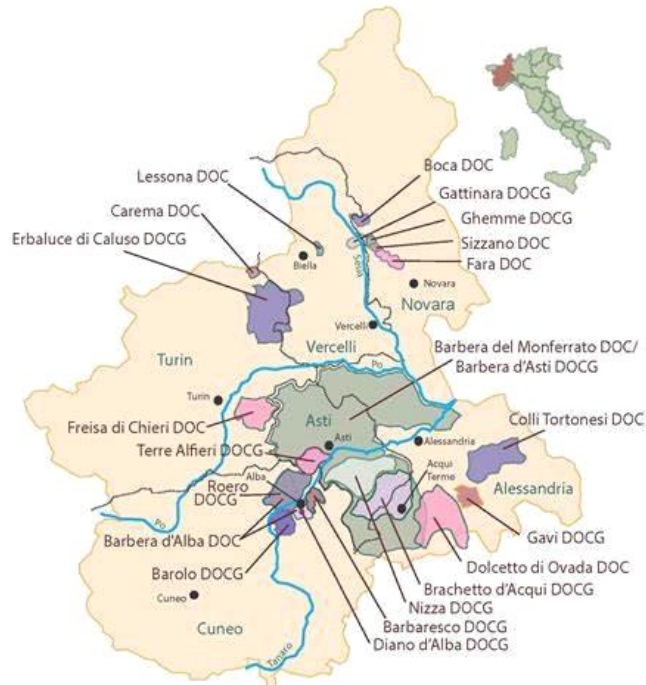 Boca DOC
Lessona DOC
Gattinara DOCG
Carema DOC
Ghemme DOCG
Erbaluce di Caluso DOCG
Sizzano DOC
Biella
Sesia
Fara DOC
Novara
Novara
Vercelli
Vercelli
Turin
Barbera del Monferrato DOC/
Barbera d'Asti DOCG
Po
Turin
Asti
Colli Tortonesi DOC
Freisa di Chieri DOC
Asti
Alessandria
Terre Alfieri DOCG
Alba
Acqui
Terme
Alessandria
Roero
DOCG
Po
Barbera d'Alba DOC
Gavi DOCG
Barolo DOCG
Dolcetto di Ovada DOC
Cuneo
Brachetto d'Acqui DOCG
Nizza DOCG
Cuneo
Barbaresco DOCG
Diano d'Alba DOCG
Tanaro